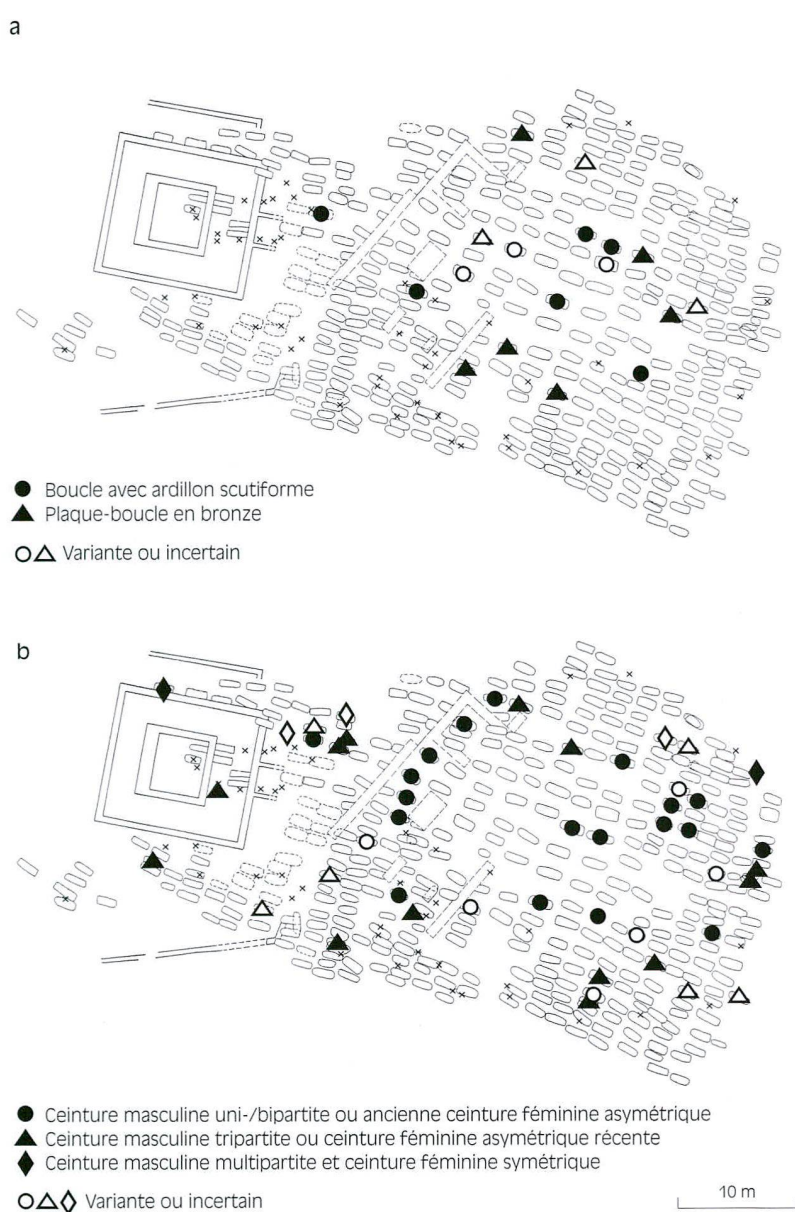 a
Boucle avec ardillon scutiforme
Plaque-boucle en bronze
Variante ou incertain
b
Ceinture masculine uni-/bipartite ou ancienne ceinture féminine asymétrique
Ceinture masculine tripartite ou ceinture féminine asymétrique récente
Ceinture masculine multipartite et ceinture féminine symétrique
Variante ou incertain
10 m